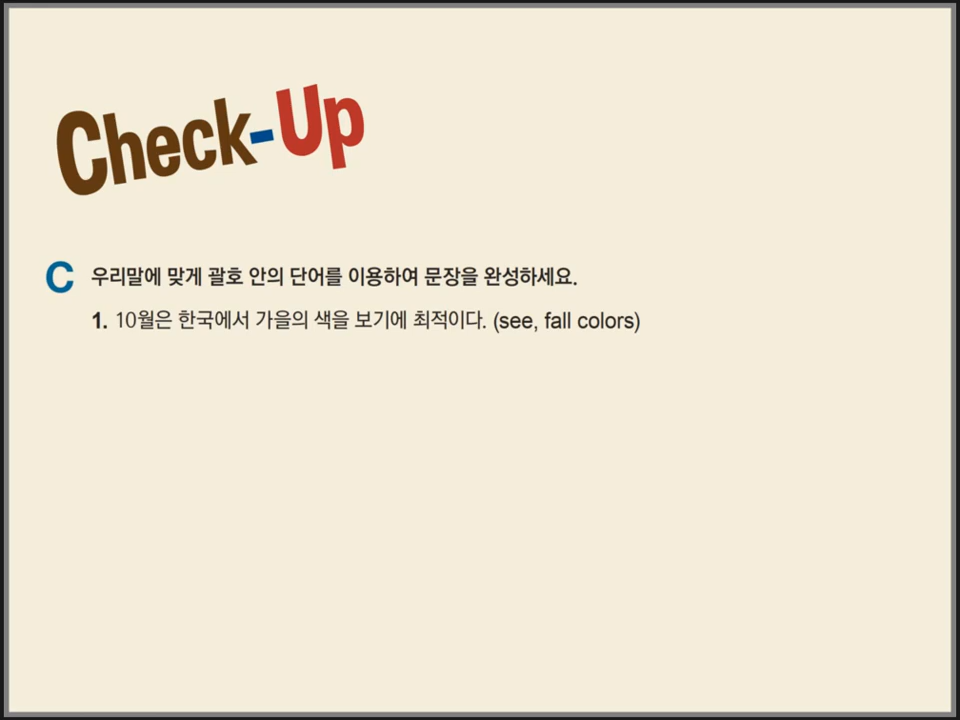 Check-Up
C 우리말에 맞게 괄호 안의 단어를 이용하여 문장을 완성하세요.
1. 10월은 한국에서 가을의 색을 보기에 최적이다. (see, fall colors)